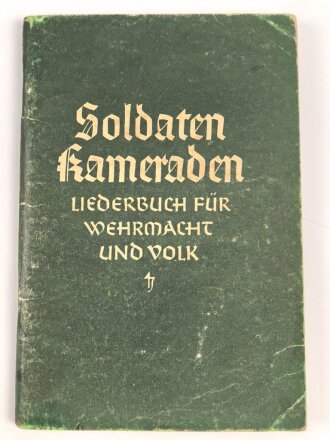 Soldaten
Kameraden
LIEDERBUCH FÜR
WEHRMACHT
UND VOLK